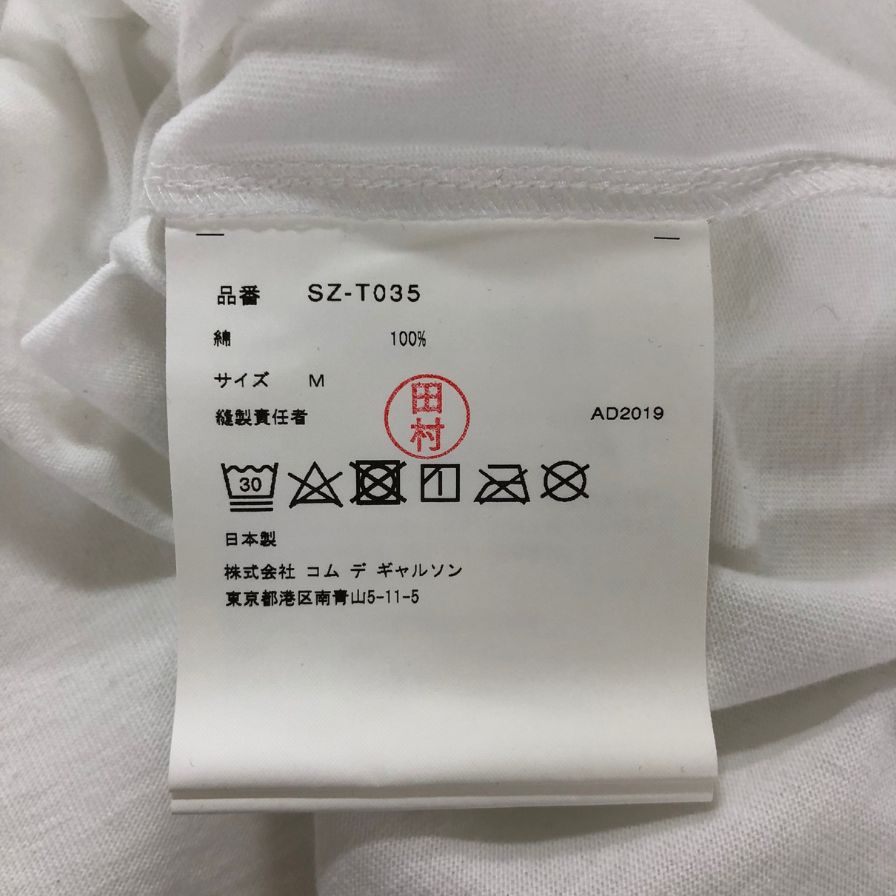 品番 SZ-T035
綿 100%
サイズ M
縫製責任者 田村 AD2019
30
日本製
株式会社 コム デ ギャルソン
東京都港区南青山5-11-5